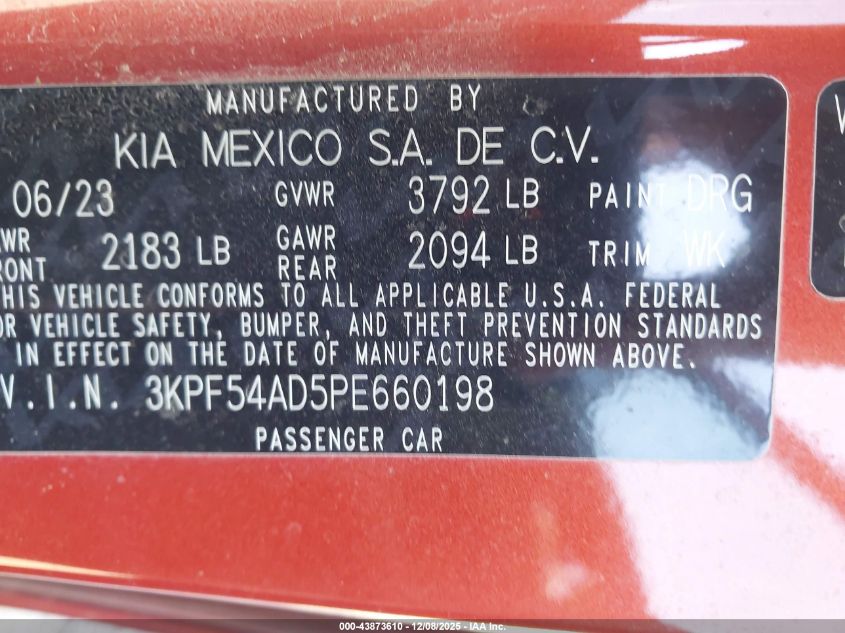 MANUFACTURED BY
KIA MEXICO S.A. DE C.V.
06/23 GVWR 3792 LB PAINT DRG
WR FRONT 2183 LB GAWR REAR 2094 LB TRIM WK
HIS VEHICLE CONFORMS TO ALL APPLICABLE U.S.A. FEDERAL
OR VEHICLE SAFETY, BUMPER, AND THEFT PREVENTION STANDARDS
IN EFFECT ON THE DATE OF MANUFACTURE SHOWN ABOVE.
V.I.N. 3KPF54AD5PE660198
PASSENGER CAR
000-43873610 - 12/08/2025 - IAA Inc.